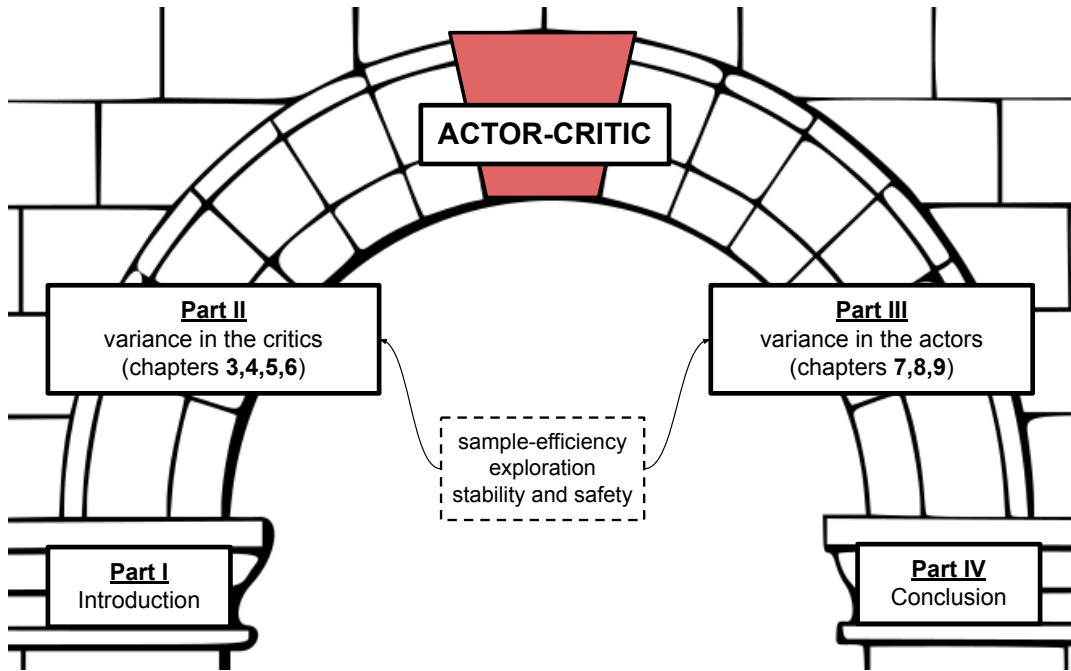 ACTOR-CRITIC
Part II
variance in the critics
(chapters 3,4,5,6)
Part III
variance in the actors
(chapters 7,8,9)
sample-efficiency
exploration
stability and safety
Part I
Introduction
Part IV
Conclusion